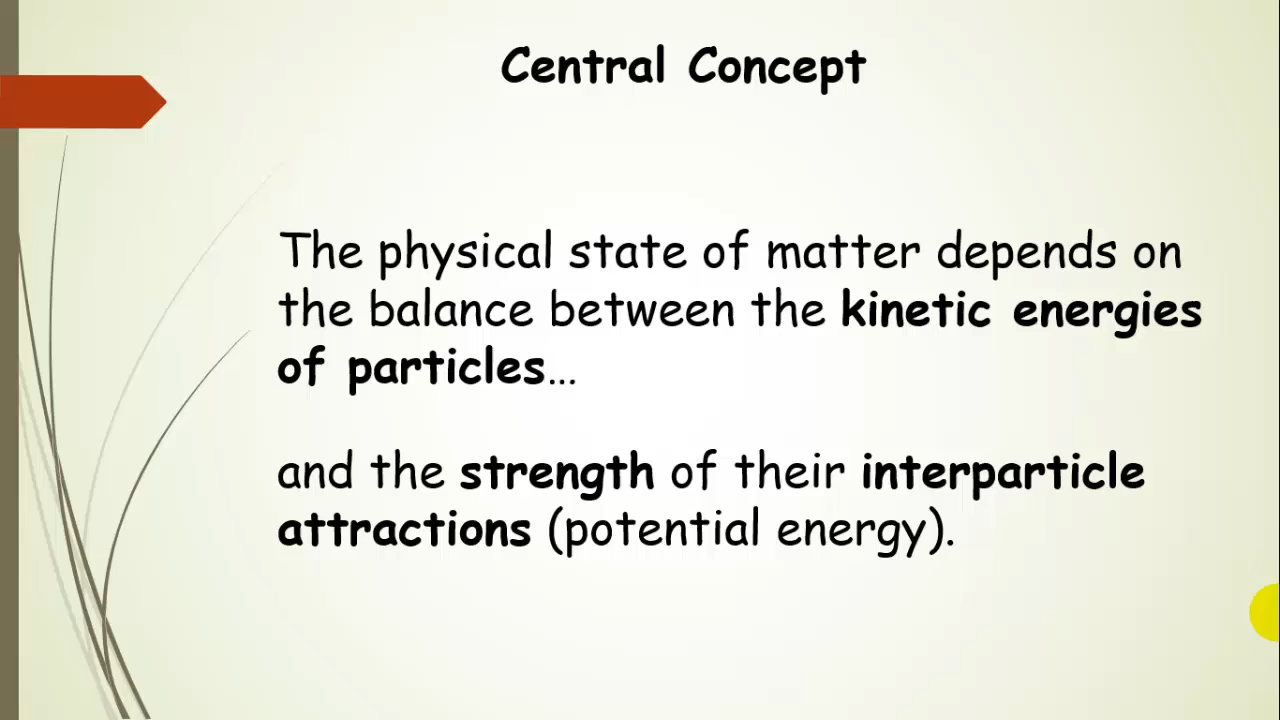 Central Concept
The physical state of matter depends on
the balance between the kinetic energies
of particles…
and the strength of their interparticle
attractions (potential energy).